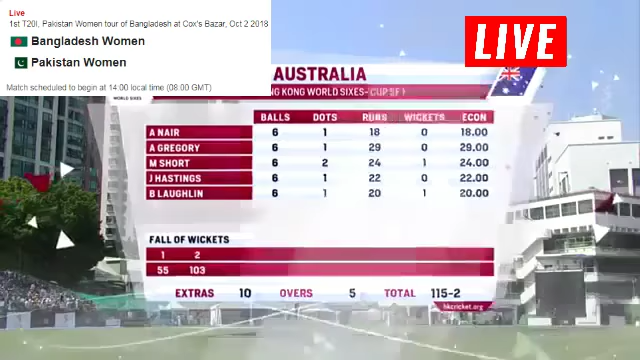 Live
1st T20I, Pakistan Women tour of Bangladesh at Cox's Bazar, Oct 2 2018
Bangladesh Women
Pakistan Women
Match scheduled to begin at 14:00 local time (08:00 GMT)
LIVE
AUSTRALIA
WORLD SIXES
NG KONG WORLD SIXES- CUP SF 1
BALLS DOTS RUNS WICKETS ECON
A NAIR 6 1 18 0 18.00
A GREGORY 6 1 29 0 29.00
M SHORT 6 2 24 1 24.00
J HASTINGS 6 1 22 0 22.00
B LAUGHLIN 6 1 20 1 20.00
FALL OF WICKETS
1 2
55 103
EXTRAS 10 OVERS 5 TOTAL 115-2
hkcricket.org